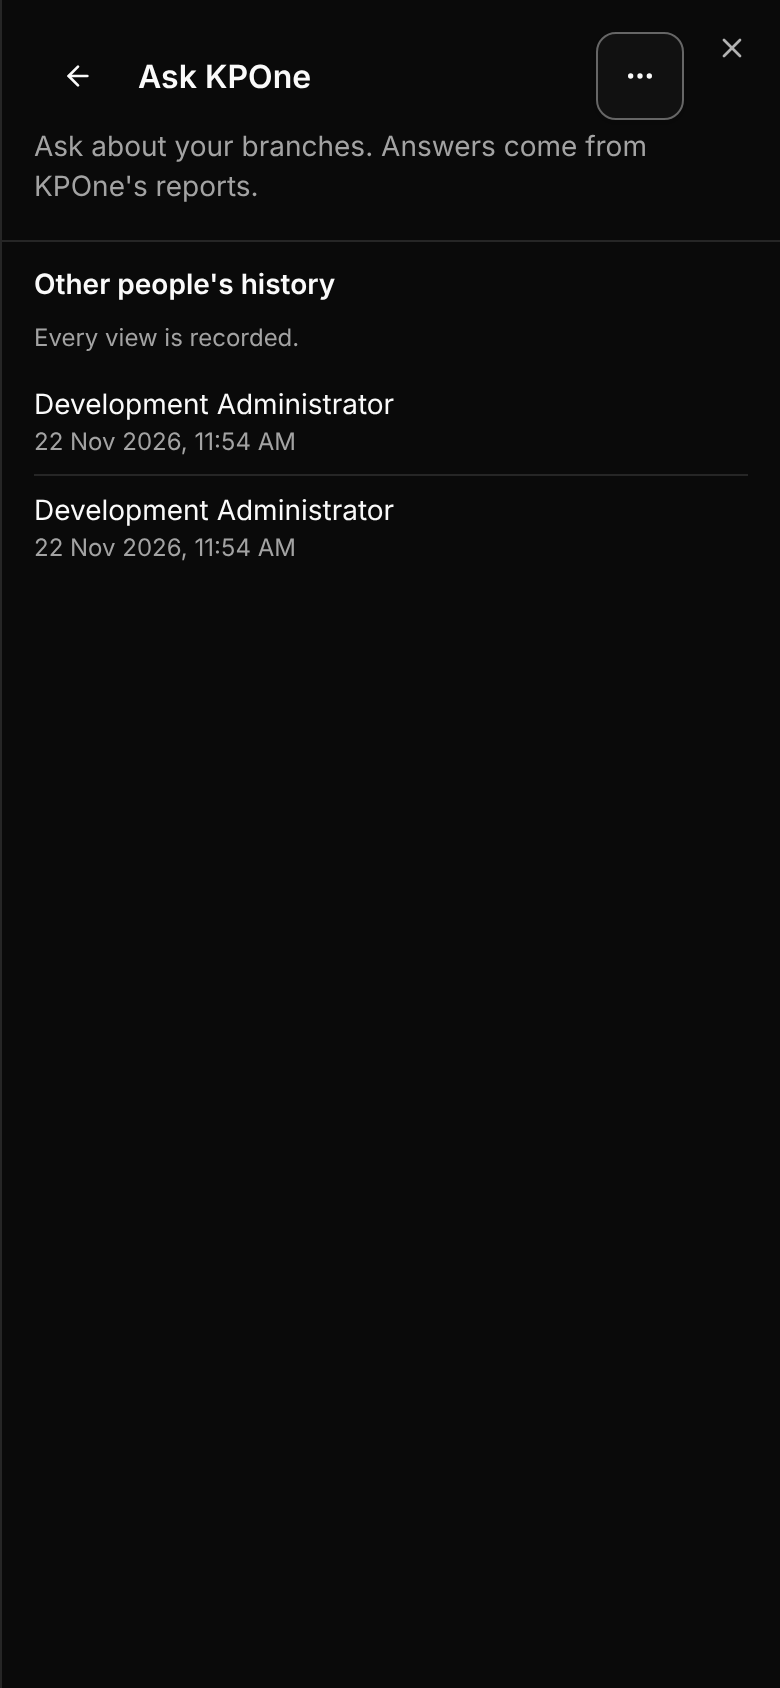 Ask KPOne
Ask about your branches. Answers come from
KPOne's reports.
Other people's history
Every view is recorded.
Development Administrator
22 Nov 2026, 11:54 AM
Development Administrator
22 Nov 2026, 11:54 AM